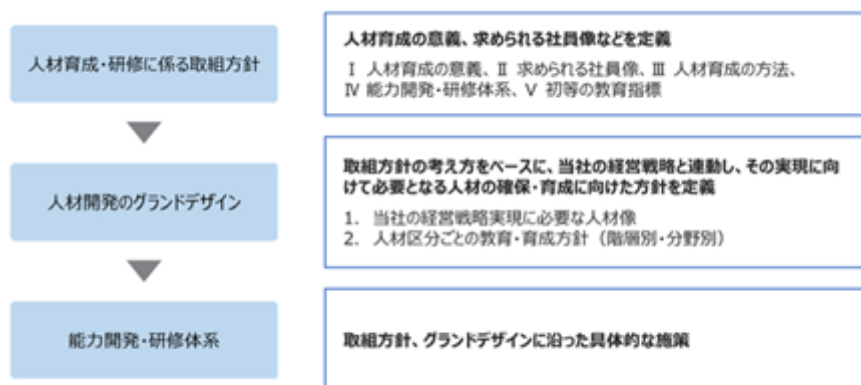 人材育成・研修に係る取組方針
人材育成の意義、求められる社員像などを定義
Ⅰ 人材育成の意義、Ⅱ 求められる社員像、Ⅲ 人材育成の方法、
Ⅳ 能力開発・研修体系、Ⅴ 初等の教育指標
人材開発のグランドデザイン
取組方針の考え方をベースに、当社の経営戦略と連動し、その実現に向
けて必要となる人材の確保・育成に向けた方針を定義
1. 当社の経営戦略実現に必要な人材像
2. 人材区分ごとの教育・育成方針（階層別・分野別）
能力開発・研修体系
取組方針、グランドデザインに沿った具体的な施策